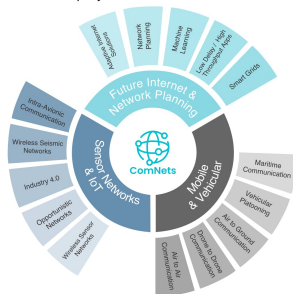 Adaptive Internet
Solutions
Network
Planning
Machine
Learning
Low Delay / High
Throughput Apps
Smart Grids
Future Internet &
Network Planning
Intra-Avionic
Communication
Wireless Seismic
Networks
Industry 4.0
Opportunistic
Networks
Wireless Sensor
Networks
Sensor Networks
& IoT
ComNets
Mobile
& Vehicular
Maritime
Communication
Vehicular
Platooning
Air to Ground
Communication
Drone to Drone
Communication
Air to Air
Communication